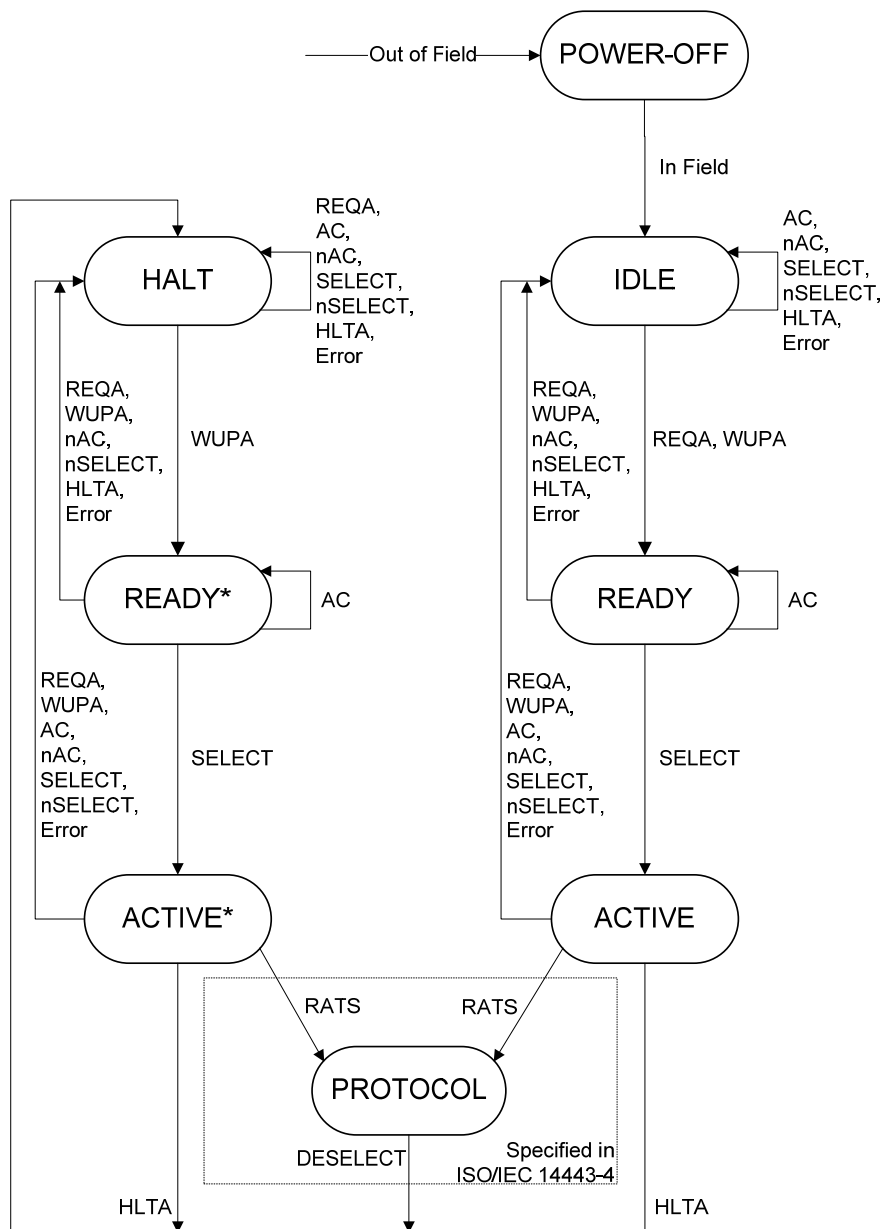 Out of Field
POWER-OFF
In Field
HALT
REQA,
AC,
nAC,
SELECT,
nSELECT,
HLTA,
Error
IDLE
AC,
nAC,
SELECT,
nSELECT,
HLTA,
Error
REQA,
WUPA,
nAC,
nSELECT,
HLTA,
Error
WUPA
REQA,
WUPA,
nAC,
nSELECT,
HLTA,
Error
REQA, WUPA
READY*
AC
READY
AC
REQA,
WUPA,
AC,
nAC,
SELECT,
nSELECT,
Error
SELECT
REQA,
WUPA,
AC,
nAC,
SELECT,
nSELECT,
Error
SELECT
ACTIVE*
ACTIVE
RATS
RATS
PROTOCOL
DESELECT
Specified in
ISO/IEC 14443-4
HLTA
HLTA